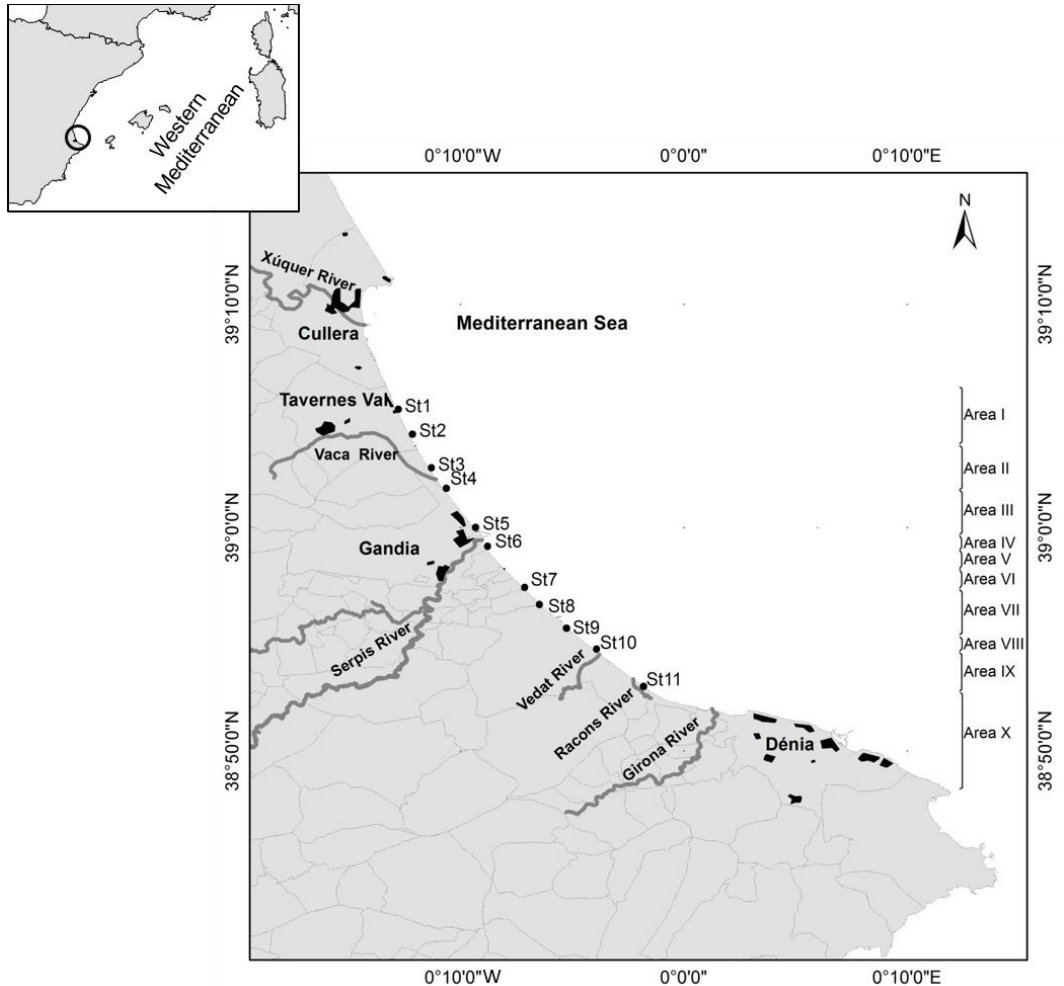 Western
Mediterranean
0°10'0"W 0°0'0" 0°10'0"E
N
Xúquer River
39°10'0"N
39°10'0"N
Cullera
Mediterranean Sea
Tavernes Val.
St1
Area I
St2
Vaca River
St3
Area II
St4
Area III
39°0'0"N
39°0'0"N
St5
Gandia
St6
Area IV
Area V
St7
Area VI
St8
Area VII
Serpis River
St9
St10
Area VIII
Vedat River
Area IX
St11
Racons River
Girona River
Dénia
Area X
38°50'0"N
38°50'0"N
0°10'0"W 0°0'0" 0°10'0"E